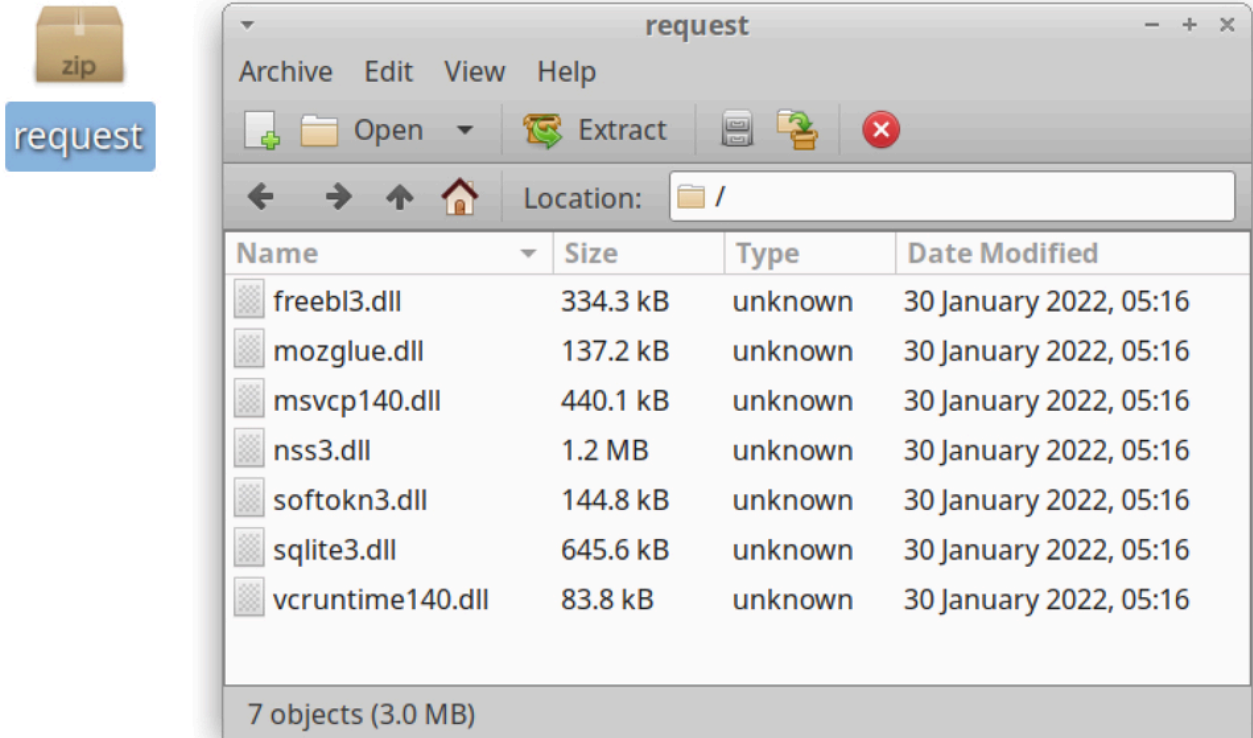 zip
request
request
Archive Edit View Help
Open Extract
Location: /
Name Size Type Date Modified
freebl3.dll 334.3 kB unknown 30 January 2022, 05:16
mozglue.dll 137.2 kB unknown 30 January 2022, 05:16
msvcp140.dll 440.1 kB unknown 30 January 2022, 05:16
nss3.dll 1.2 MB unknown 30 January 2022, 05:16
softokn3.dll 144.8 kB unknown 30 January 2022, 05:16
sqlite3.dll 645.6 kB unknown 30 January 2022, 05:16
vcruntime140.dll 83.8 kB unknown 30 January 2022, 05:16
7 objects (3.0 MB)